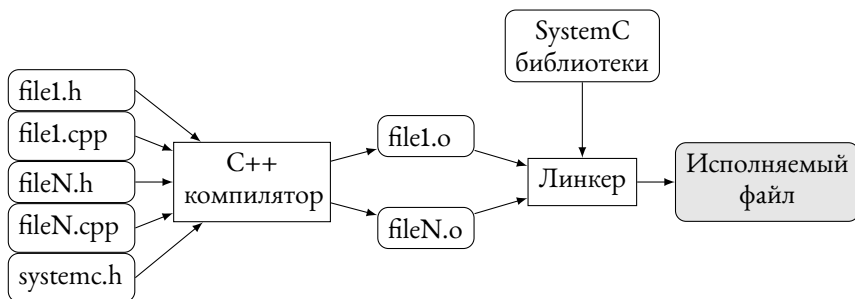 SystemC
библиотеки
file1.h
file1.cpp
fileN.h
fileN.cpp
systemc.h
C++
компилятор
file1.o
fileN.o
Линкер
Исполняемый
файл